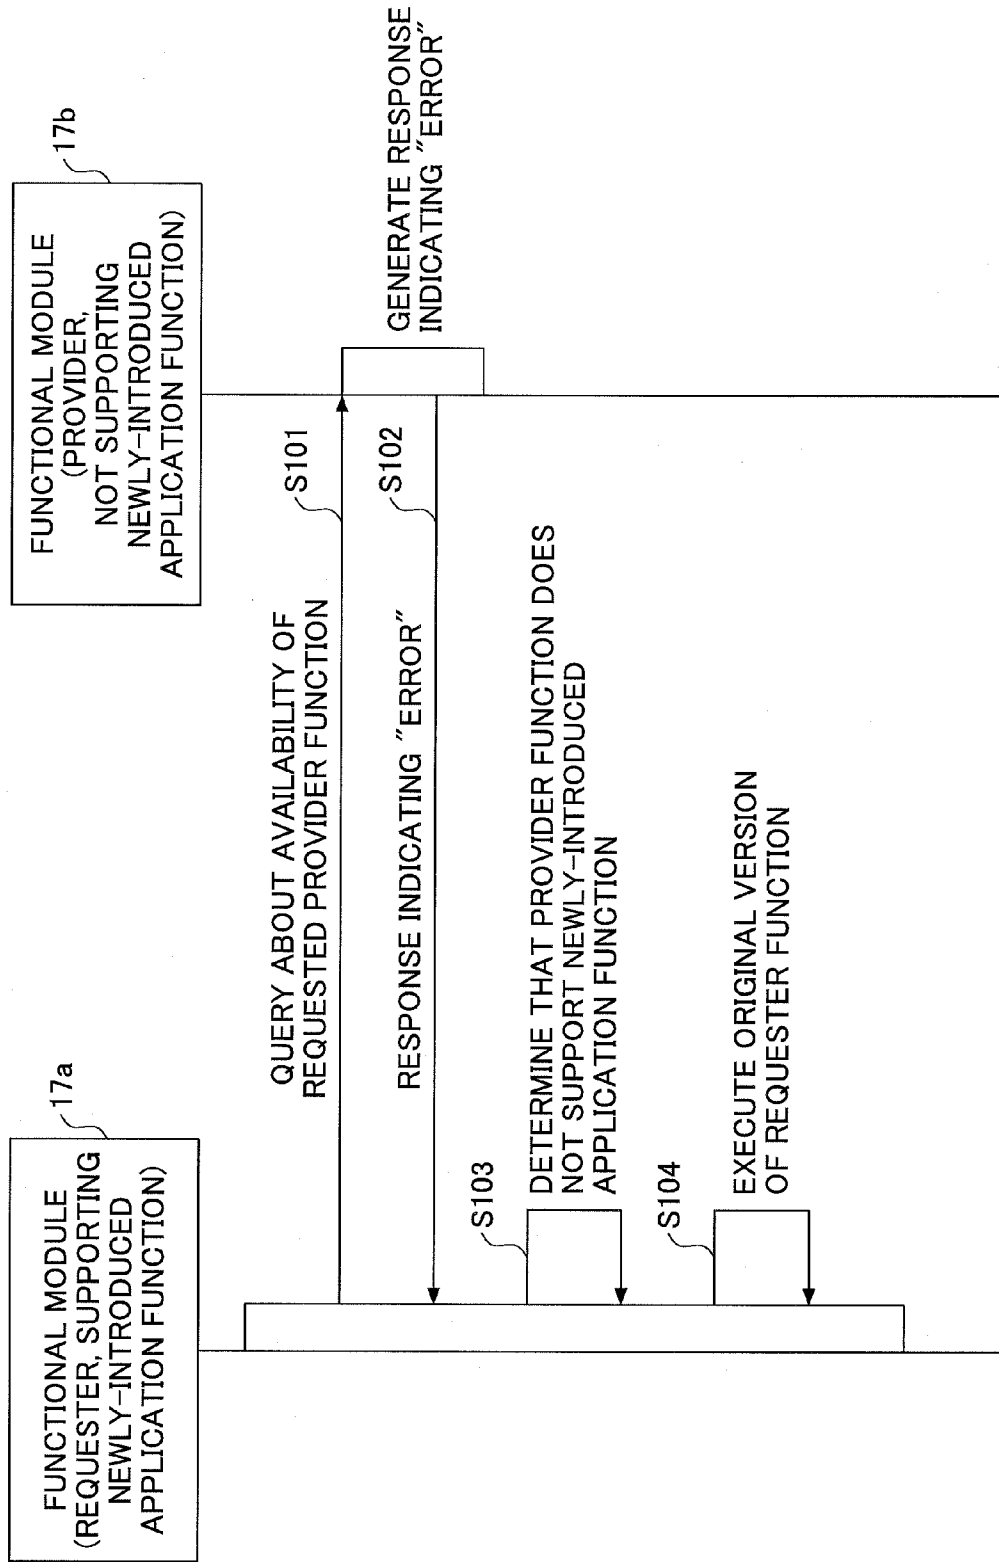 FUNCTIONAL MODULE
(REQUESTER, SUPPORTING
NEWLY-INTRODUCED
APPLICATION FUNCTION)
17a
FUNCTIONAL MODULE
(PROVIDER,
NOT SUPPORTING
NEWLY-INTRODUCED
APPLICATION FUNCTION)
17b
QUERY ABOUT AVAILABILITY OF
REQUESTED PROVIDER FUNCTION
S101
GENERATE RESPONSE
INDICATING ″ERROR″
RESPONSE INDICATING ″ERROR″
S102
S103
DETERMINE THAT PROVIDER FUNCTION DOES
NOT SUPPORT NEWLY-INTRODUCED
APPLICATION FUNCTION
S104
EXECUTE ORIGINAL VERSION
OF REQUESTER FUNCTION